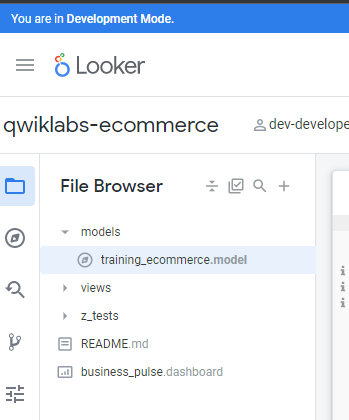 You are in Development Mode.
Looker
qwiklabs-ecommerce
dev-develope
File Browser
models
training_ecommerce.model
views
z_tests
README.md
business_pulse.dashboard